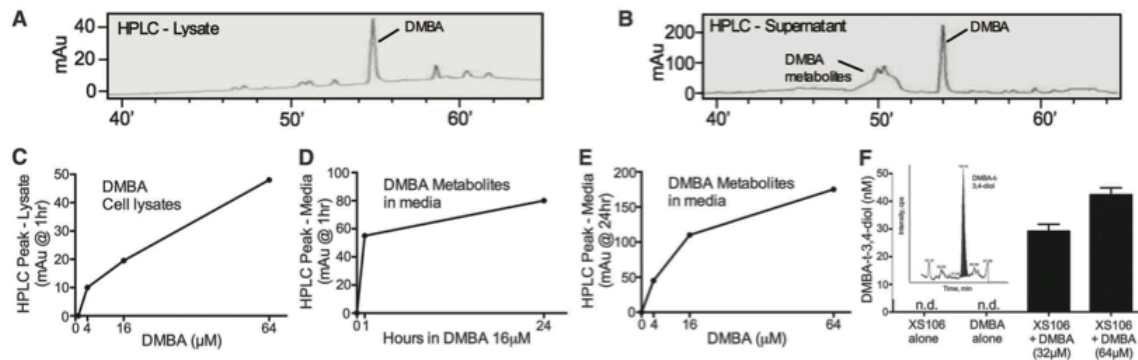 A
HPLC - Lysate
DMBA
mAu
40
20
0
40'
50'
60'
B
HPLC - Supernatant
DMBA
DMBA
metabolites
mAu
200
100
0
40'
50'
60'
C
DMBA
Cell lysates
HPLC Peak - Lysate
(mAu @ 1hr)
50
40
30
20
10
0
0 4 16 64
DMBA (µM)
D
DMBA Metabolites
in media
HPLC Peak - Media
(mAu @ 1hr)
100
80
60
40
20
0
0 1 24
Hours in DMBA 16µM
E
DMBA Metabolites
in media
HPLC Peak - Media
(mAu @ 24hr)
200
150
100
50
0
0 4 16 64
DMBA (µM)
F
DMBA-t-3,4-diol (nM)
50
40
30
20
10
DMBA-t-
3,4-diol
Intensity, cps
Time, min
n.d.
n.d.
XS106
alone
DMBA
alone
XS106
+ DMBA
(32µM)
XS106
+ DMBA
(64µM)